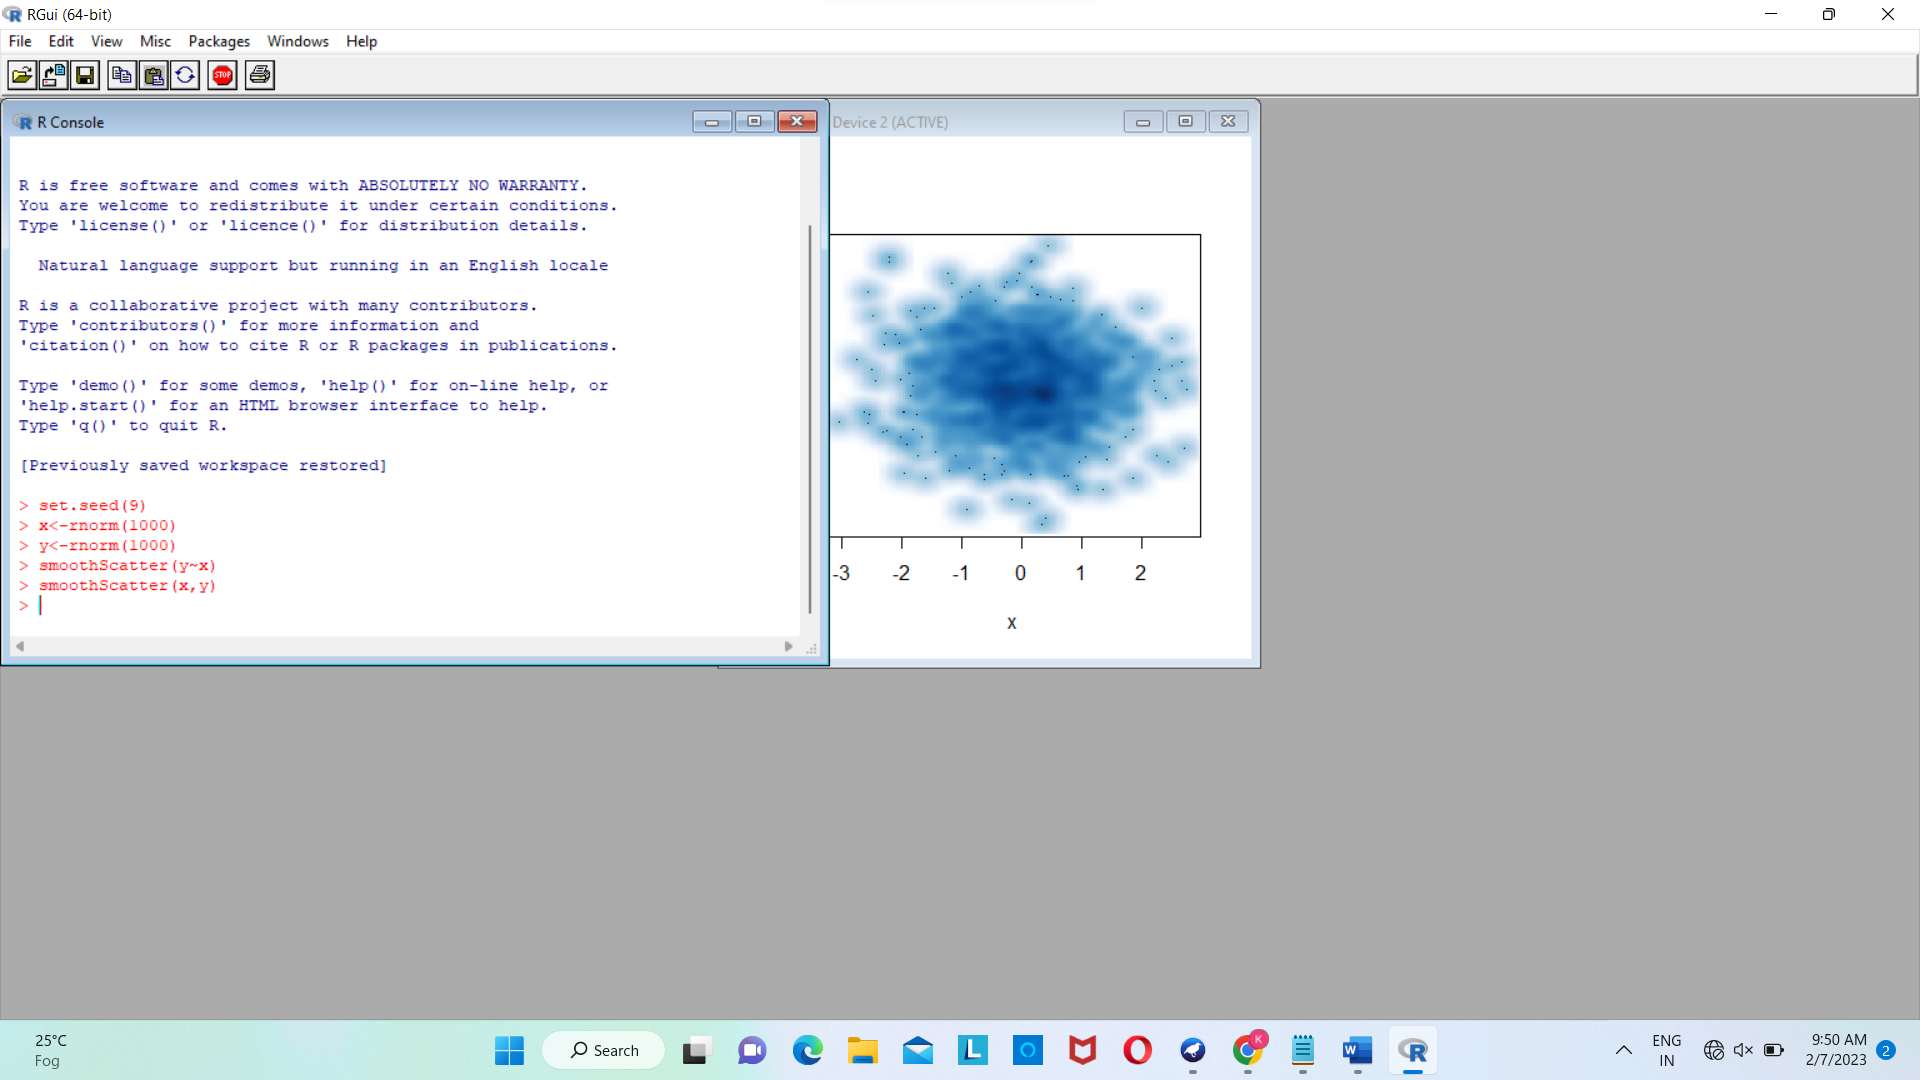 RGui (64-bit)
File Edit View Misc Packages Windows Help
STOP
R Console
R is free software and comes with ABSOLUTELY NO WARRANTY.
You are welcome to redistribute it under certain conditions.
Type 'license()' or 'licence()' for distribution details.
Natural language support but running in an English locale
R is a collaborative project with many contributors.
Type 'contributors()' for more information and
'citation()' on how to cite R or R packages in publications.
Type 'demo()' for some demos, 'help()' for on-line help, or
'help.start()' for an HTML browser interface to help.
Type 'q()' to quit R.
[Previously saved workspace restored]
> set.seed(9)
> x<-rnorm(1000)
> y<-rnorm(1000)
> smoothScatter(y~x)
> smoothScatter(x,y)
>
Device 2 (ACTIVE)
-3 -2 -1 0 1 2
x
25°C
Fog
Search
K
ENG
IN
9:50 AM
2/7/2023
2